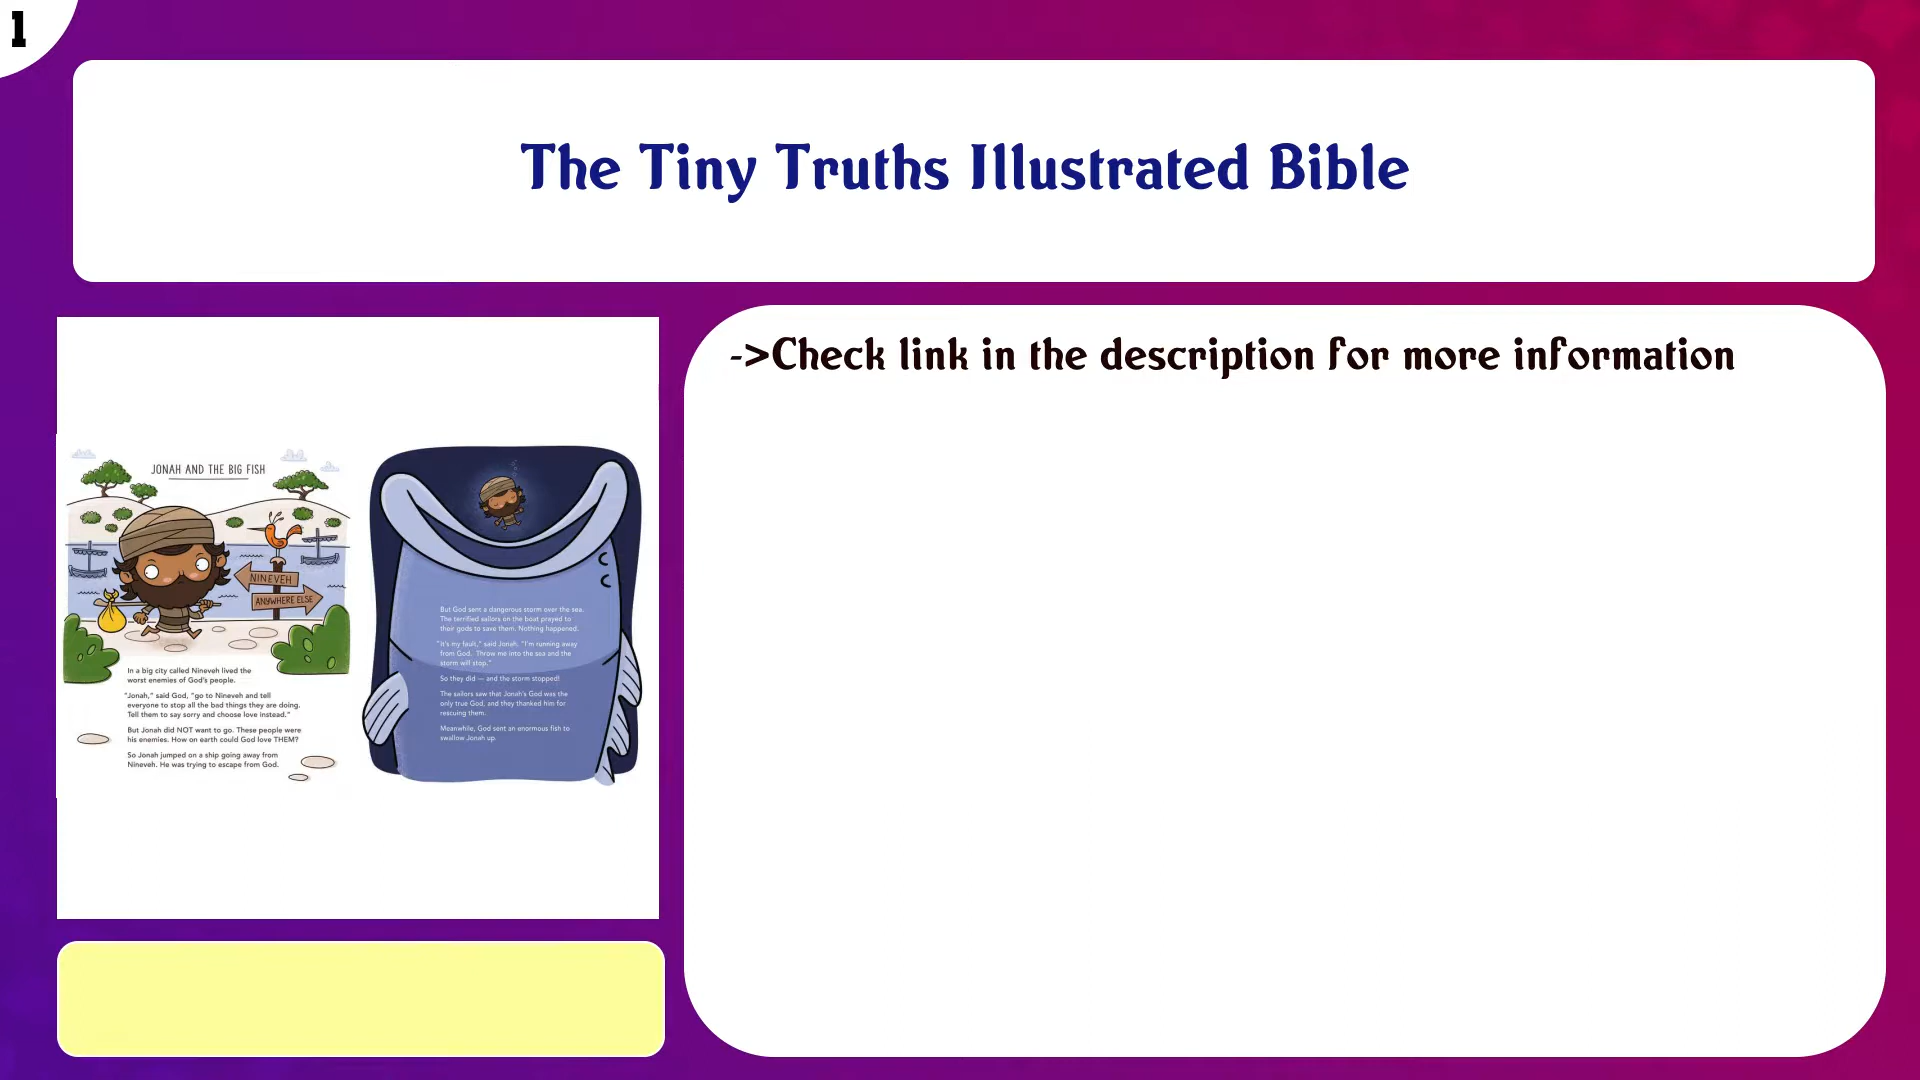 1
The Tiny Truths Illustrated Bible
->Check link in the description for more information
JONAH AND THE BIG FISH
NINEVEH
ANYWHERE ELSE
In a big city called Nineveh lived the
worst enemies of God's people.
"Jonah," said God, "go to Nineveh and tell
everyone to stop all the bad things they are doing.
Tell them to say sorry and choose love instead."
But Jonah did NOT want to go. These people were
his enemies. How on earth could God love THEM?
So Jonah jumped on a ship going away from
Nineveh. He was trying to escape from God.
But God sent a dangerous storm over the sea.
The terrified sailors on the boat prayed to
their gods to save them. Nothing happened.
"It's my fault," said Jonah. "I'm running away
from God. Throw me into the sea and the
storm will stop."
So they did — and the storm stopped!
The sailors saw that Jonah's God was the
only true God, and they thanked him for
rescuing them.
Meanwhile, God sent an enormous fish to
swallow Jonah up.